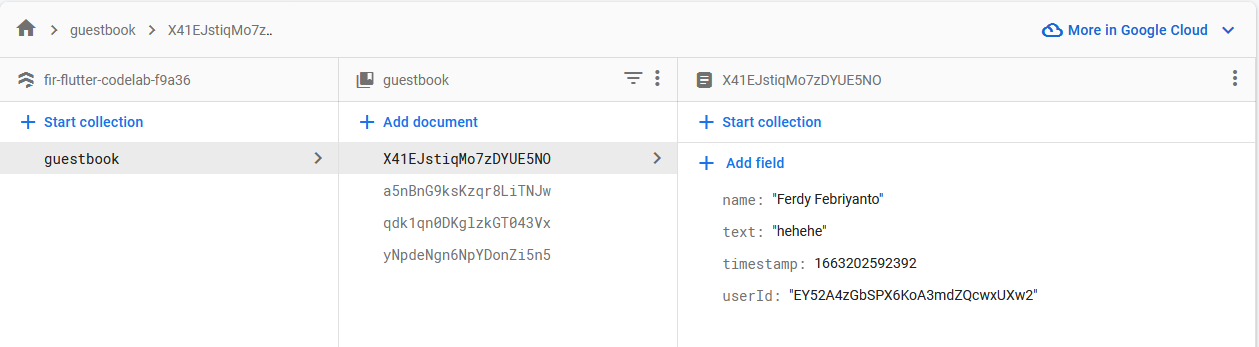 guestbook > X41EJstiqMo7z..
More in Google Cloud
fir-flutter-codelab-f9a36
guestbook
X41EJstiqMo7zDYUE5NO
+ Start collection
+ Add document
+ Start collection
guestbook
X41EJstiqMo7zDYUE5NO
a5nBnG9ksKzqr8LiTNJw
qdk1qn0DKglzkGT043Vx
yNpdeNgn6NpYDonZi5n5
+ Add field
name: "Ferdy Febriyanto"
text: "hehehe"
timestamp: 1663202592392
userId: "EY52A4zGbSPX6KoA3mdZQcwxUXw2"